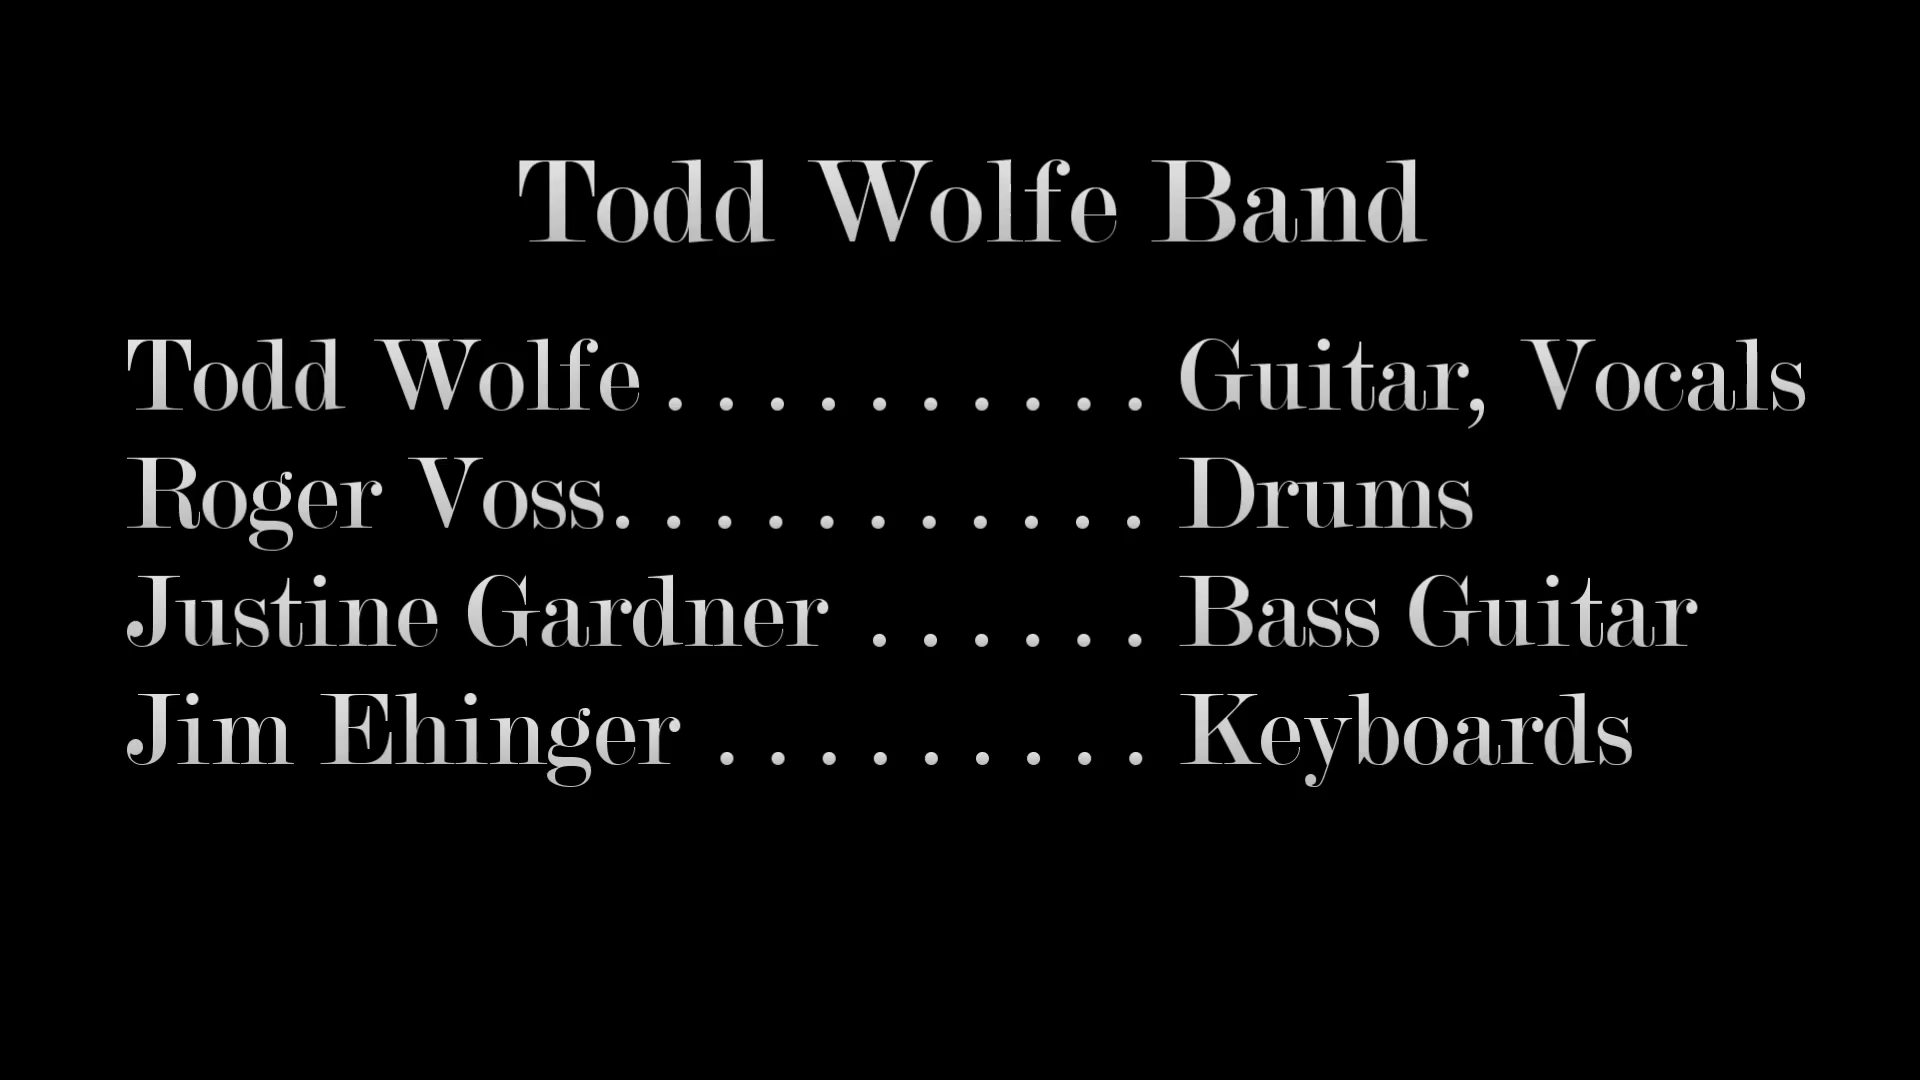 Todd Wolfe Band
Todd Wolfe . . . . . . . . . . Guitar, Vocals
Roger Voss. . . . . . . . . . . Drums
Justine Gardner . . . . . . Bass Guitar
Jim Ehinger . . . . . . . . . Keyboards